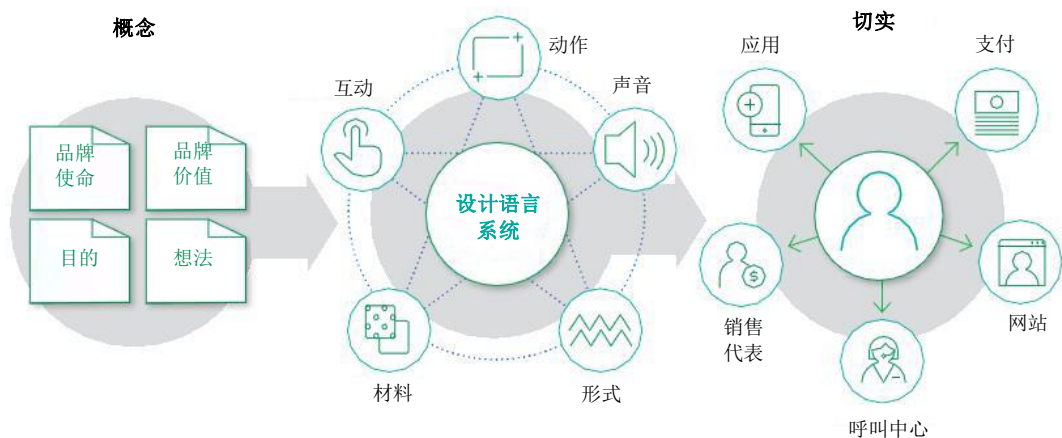 概念
品牌
使命
品牌
价值
目的
想法
动作
互动
声音
设计语言
系统
材料
形式
切实
应用
支付
销售
代表
$
网站
呼叫中心